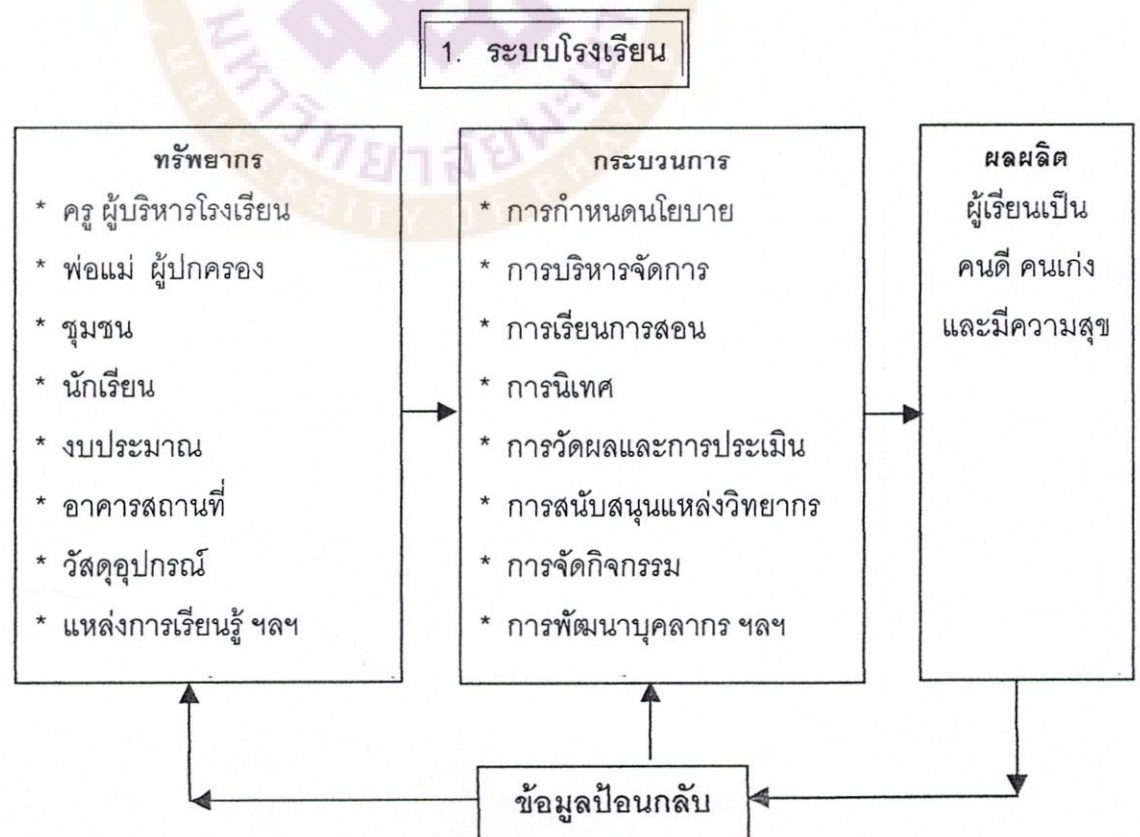 1. ระบบโรงเรียน
ทรัพยากร
* ครู ผู้บริหารโรงเรียน
* พ่อแม่ ผู้ปกครอง
* ชุมชน
* นักเรียน
* งบประมาณ
* อาคารสถานที่
* วัสดุอุปกรณ์
* แหล่งการเรียนรู้ ฯลฯ
กระบวนการ
* การกำหนดนโยบาย
* การบริหารจัดการ
* การเรียนการสอน
* การนิเทศ
* การวัดผลและการประเมิน
* การสนับสนุนแหล่งวิทยากร
* การจัดกิจกรรม
* การพัฒนาบุคลากร ฯลฯ
ผลผลิต
ผู้เรียนเป็น
คนดี คนเก่ง
และมีความสุข
ข้อมูลป้อนกลับ